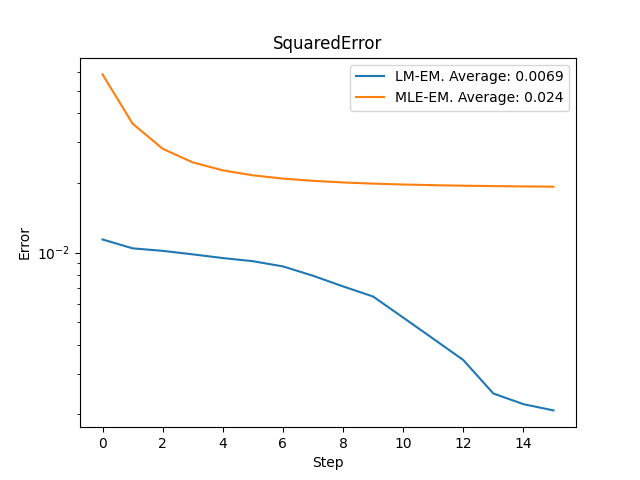 SquaredError
LM-EM. Average: 0.0069
MLE-EM. Average: 0.024
Error
10⁻²
0 2 4 6 8 10 12 14
Step